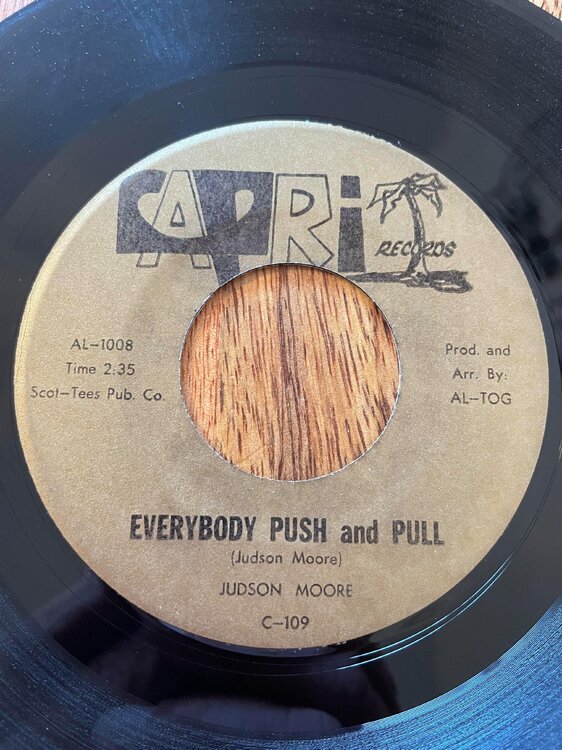 CAPRI
RECORDS
AL-1008
Time 2:35
Scot-Tees Pub. Co.
Prod. and
Arr. By:
AL-TOG
EVERYBODY PUSH and PULL
(Judson Moore)
JUDSON MOORE
C-109